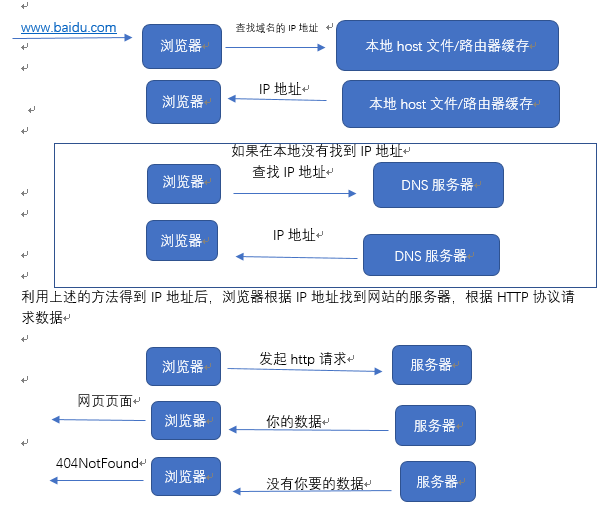 www.baidu.com
浏览器
查找域名的 IP 地址
本地 host 文件/路由器缓存
浏览器
IP 地址
本地 host 文件/路由器缓存
如果在本地没有找到 IP 地址
浏览器
查找 IP 地址
DNS 服务器
浏览器
IP 地址
DNS 服务器
利用上述的方法得到 IP 地址后，浏览器根据 IP 地址找到网站的服务器，根据 HTTP 协议请
求数据
浏览器
发起 http 请求
服务器
网页页面
浏览器
你的数据
服务器
404NotFound
浏览器
没有你要的数据
服务器